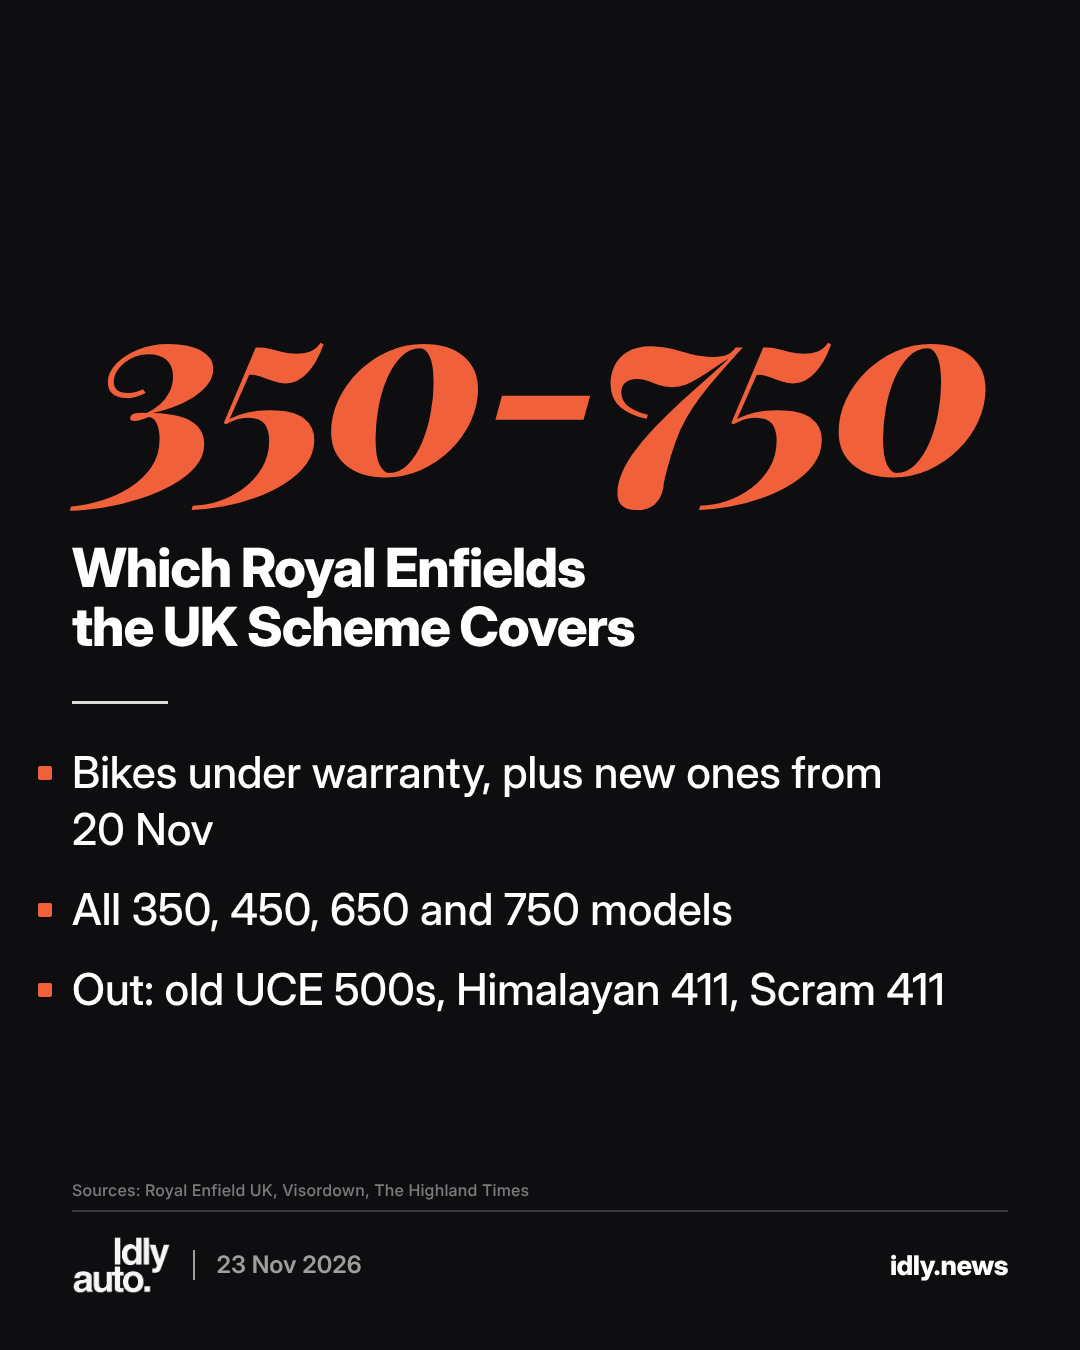 350–750
Which Royal Enfields
the UK Scheme Covers
Bikes under warranty, plus new ones from
20 Nov
All 350, 450, 650 and 750 models
Out: old UCE 500s, Himalayan 411, Scram 411
Sources: Royal Enfield UK, Visordown, The Highland Times
Idly
auto.
23 Nov 2026
idly.news